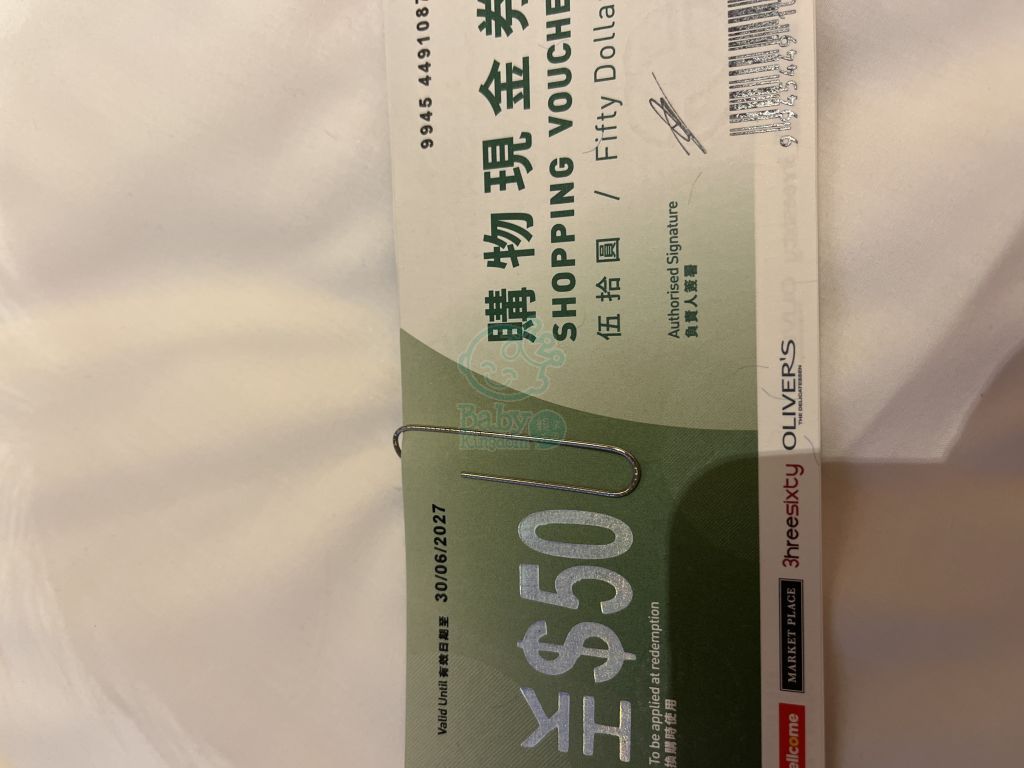 9945 4491087
購物現金券
SHOPPING VOUCHE
伍拾圓 / Fifty Dolla
Authorised Signature
負責人簽署
Valid Until 有效日期至 30/06/2027
$50
To be applied at redemption
換購時使用
ellcome MARKET PLACE 3hreesixty OLIVER'S
THE DELICATESSEN
Baby
Kingdom